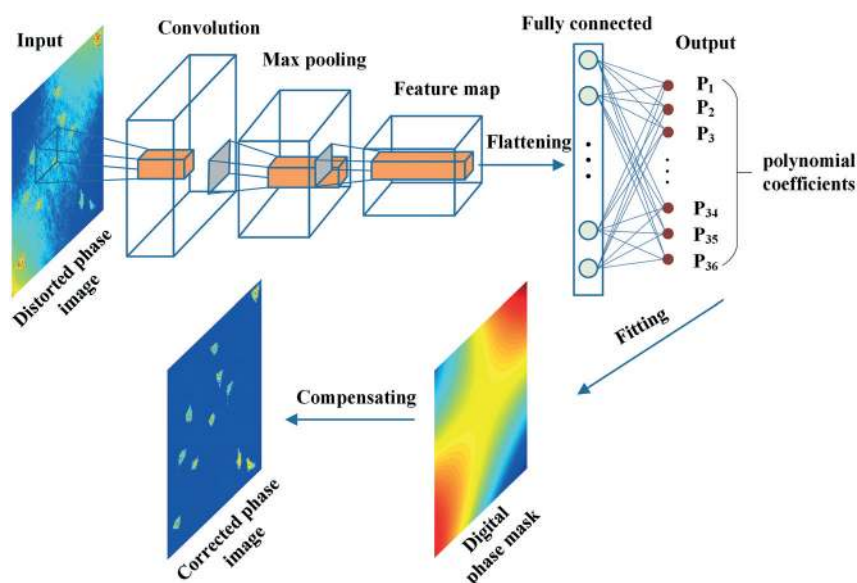 Input
Convolution
Max pooling
Feature map
Flattening
Fully connected
Output
P1
P2
P3
P34
P35
P36
polynomial
coefficients
Distorted phase
image
Fitting
Digital
phase mask
Compensating
Corrected phase
image